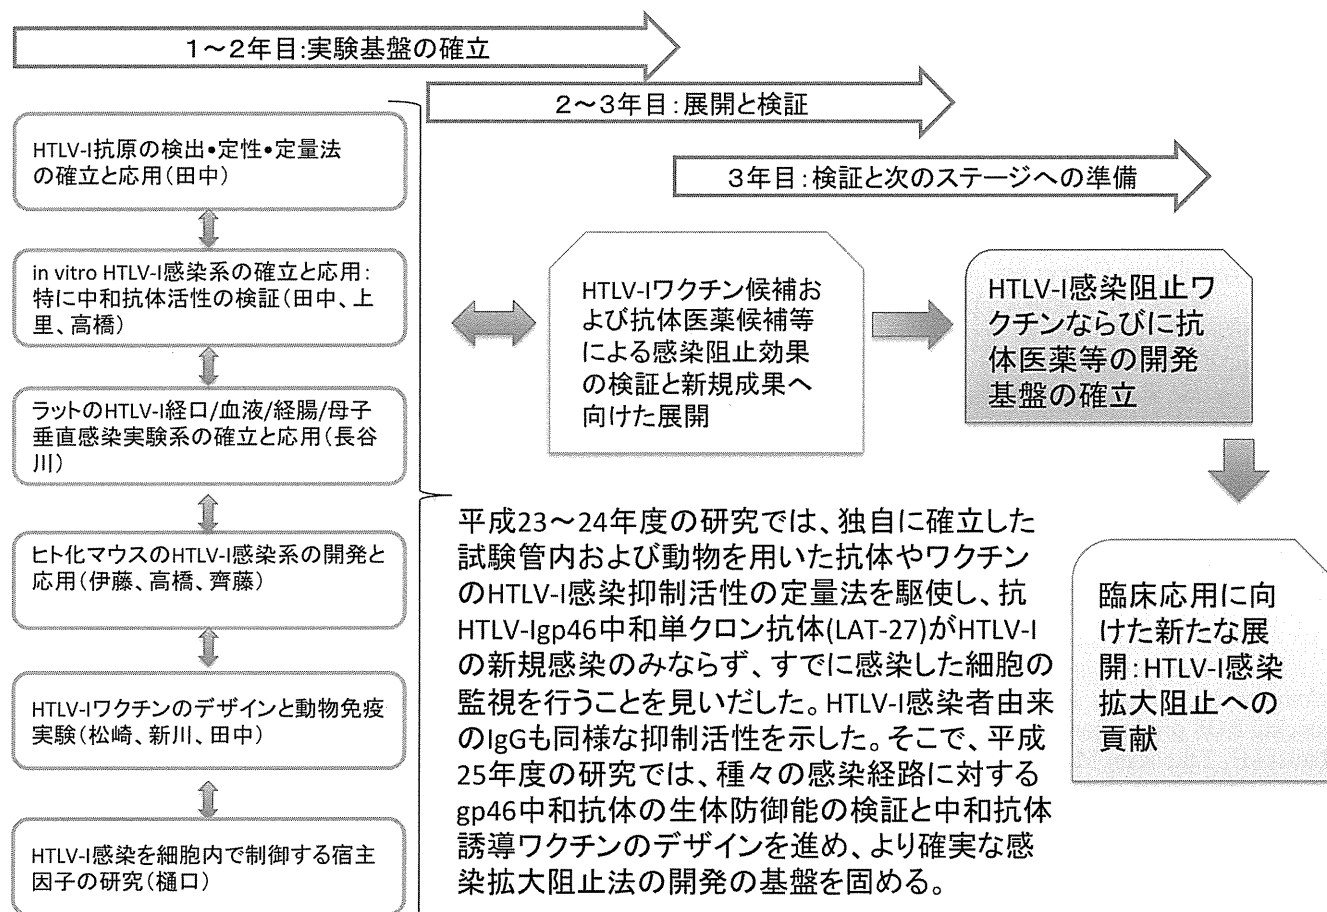 1～2年目:実験基盤の確立
2～3年目：展開と検証
3年目：検証と次のステージへの準備
HTLV-I抗原の検出•定性•定量法
の確立と応用（田中）
in vitro HTLV-I感染系の確立と応用：
特に中和抗体活性の検証（田中、上
里、高橋）
ラットのHTLV-I経口/血液/経腸/母子
垂直感染実験系の確立と応用（長谷
川）
ヒト化マウスのHTLV-I感染系の開発と
応用（伊藤、高橋、齊藤）
HTLV-Iワクチンのデザインと動物免疫
実験（松崎、新川、田中）
HTLV-I感染を細胞内で制御する宿主
因子の研究（樋口）
HTLV-Iワクチン候補お
よび抗体医薬候補等
による感染阻止効果
の検証と新規成果へ
向けた展開
HTLV-I感染阻止ワ
クチンならびに抗
体医薬等の開発
基盤の確立
平成23～24年度の研究では、独自に確立した
試験管内および動物を用いた抗体やワクチン
のHTLV-I感染抑制活性の定量法を駆使し、抗
HTLV-Igp46中和単クロン抗体(LAT-27)がHTLV-I
の新規感染のみならず、すでに感染した細胞の
監視を行うことを見いだした。HTLV-I感染者由来
のIgGも同様な抑制活性を示した。そこで、平成
25年度の研究では、種々の感染経路に対する
gp46中和抗体の生体防御能の検証と中和抗体
誘導ワクチンのデザインを進め、より確実な感
染拡大阻止法の開発の基盤を固める。
臨床応用に向
けた新たな展
開：HTLV-I感染
拡大阻止への
貢献